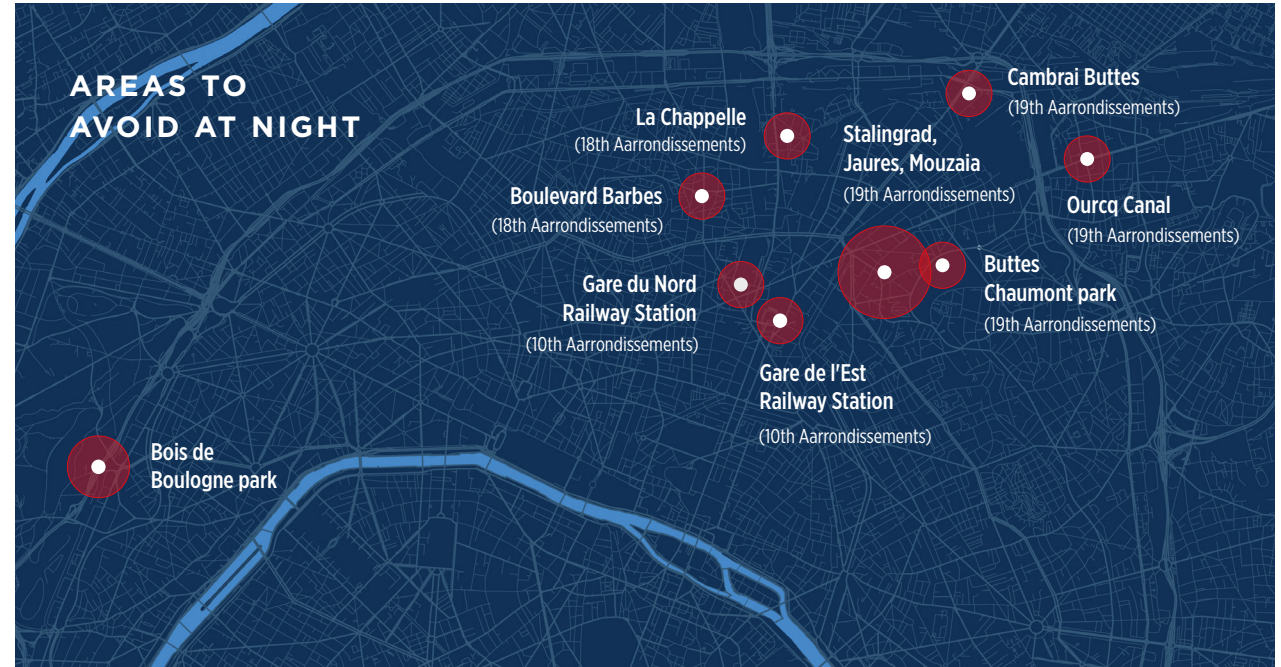 AREAS TO
AVOID AT NIGHT
Cambrai Buttes
(19th Aarrondissements)
La Chappelle
(18th Aarrondissements)
Stalingrad,
Jaures, Mouzaia
(19th Aarrondissements)
Boulevard Barbes
(18th Aarrondissements)
Ourcq Canal
(19th Aarrondissements)
Gare du Nord
Railway Station
(10th Aarrondissements)
Buttes
Chaumont park
(19th Aarrondissements)
Gare de l'Est
Railway Station
(10th Aarrondissements)
Bois de
Boulogne park